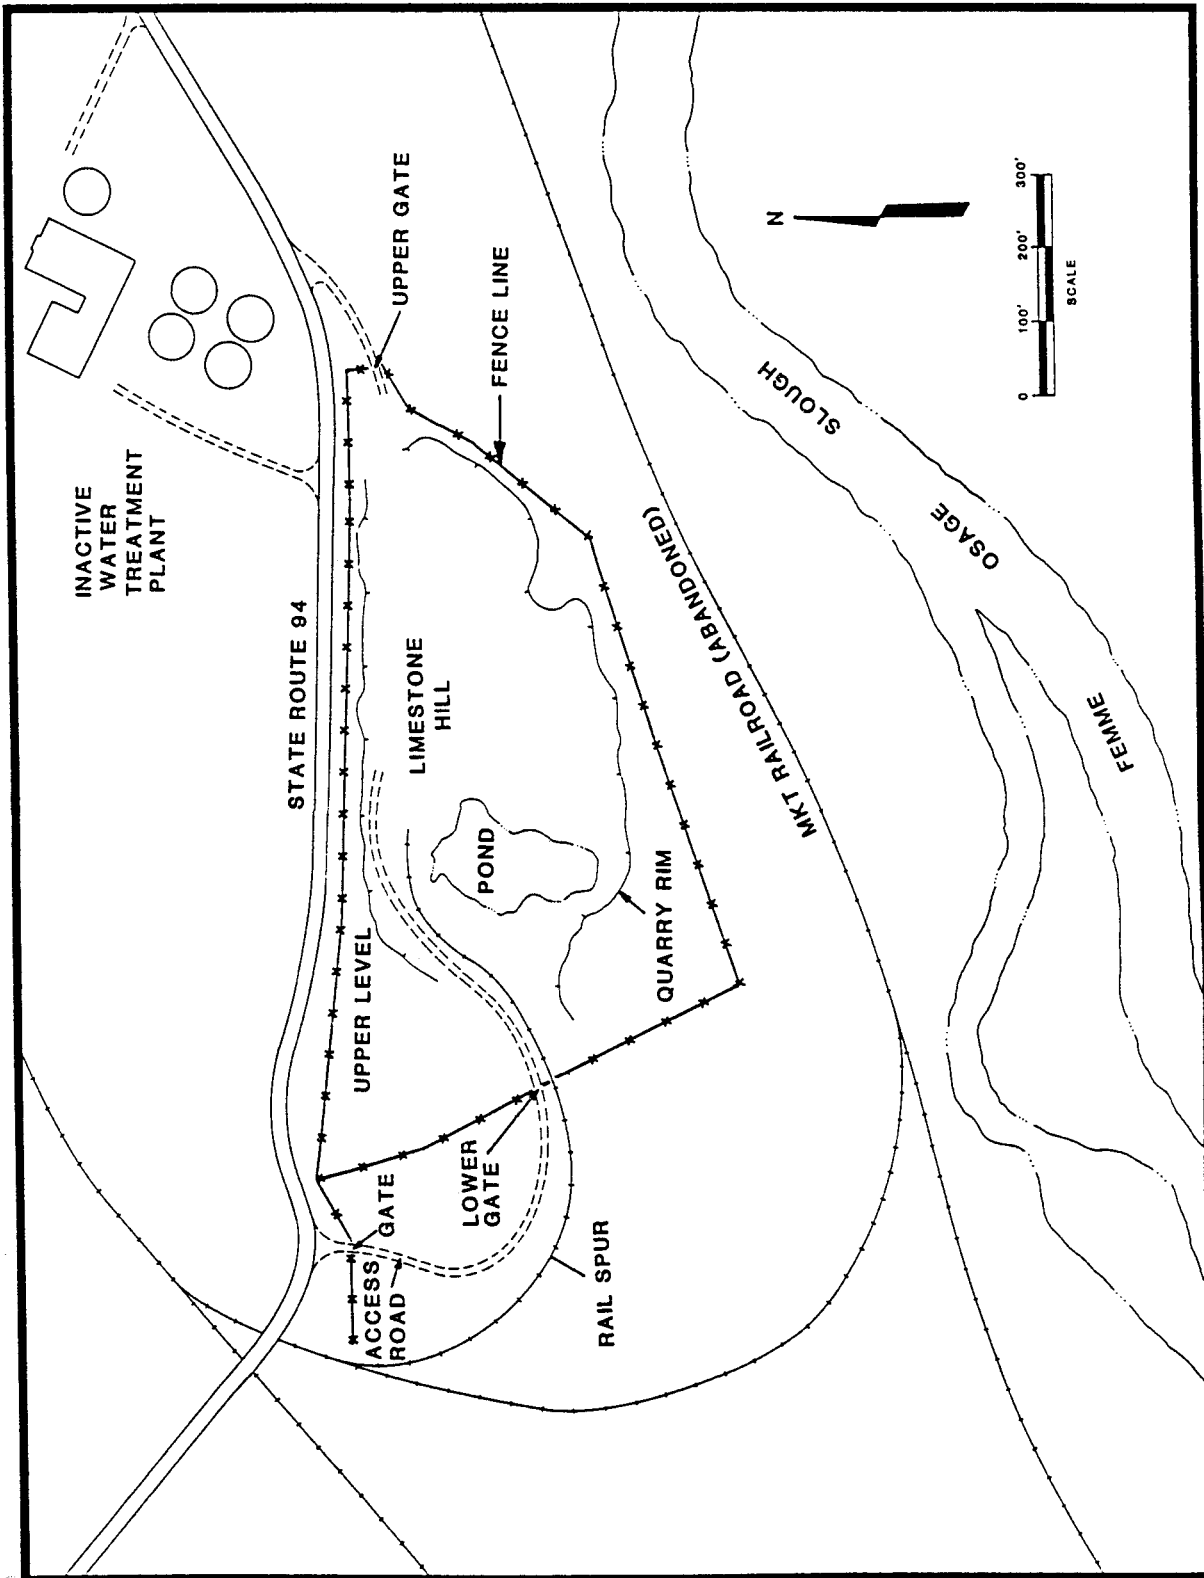 INACTIVE
WATER
TREATMENT
PLANT
STATE ROUTE 94
UPPER GATE
FENCE LINE
LIMESTONE
HILL
UPPER LEVEL
POND
QUARRY RIM
LOWER
GATE
GATE
ACCESS
ROAD
RAIL SPUR
MKT RAILROAD (ABANDONED)
FEMME
OSAGE
SLOUGH
N
0
100'
200'
300'
SCALE